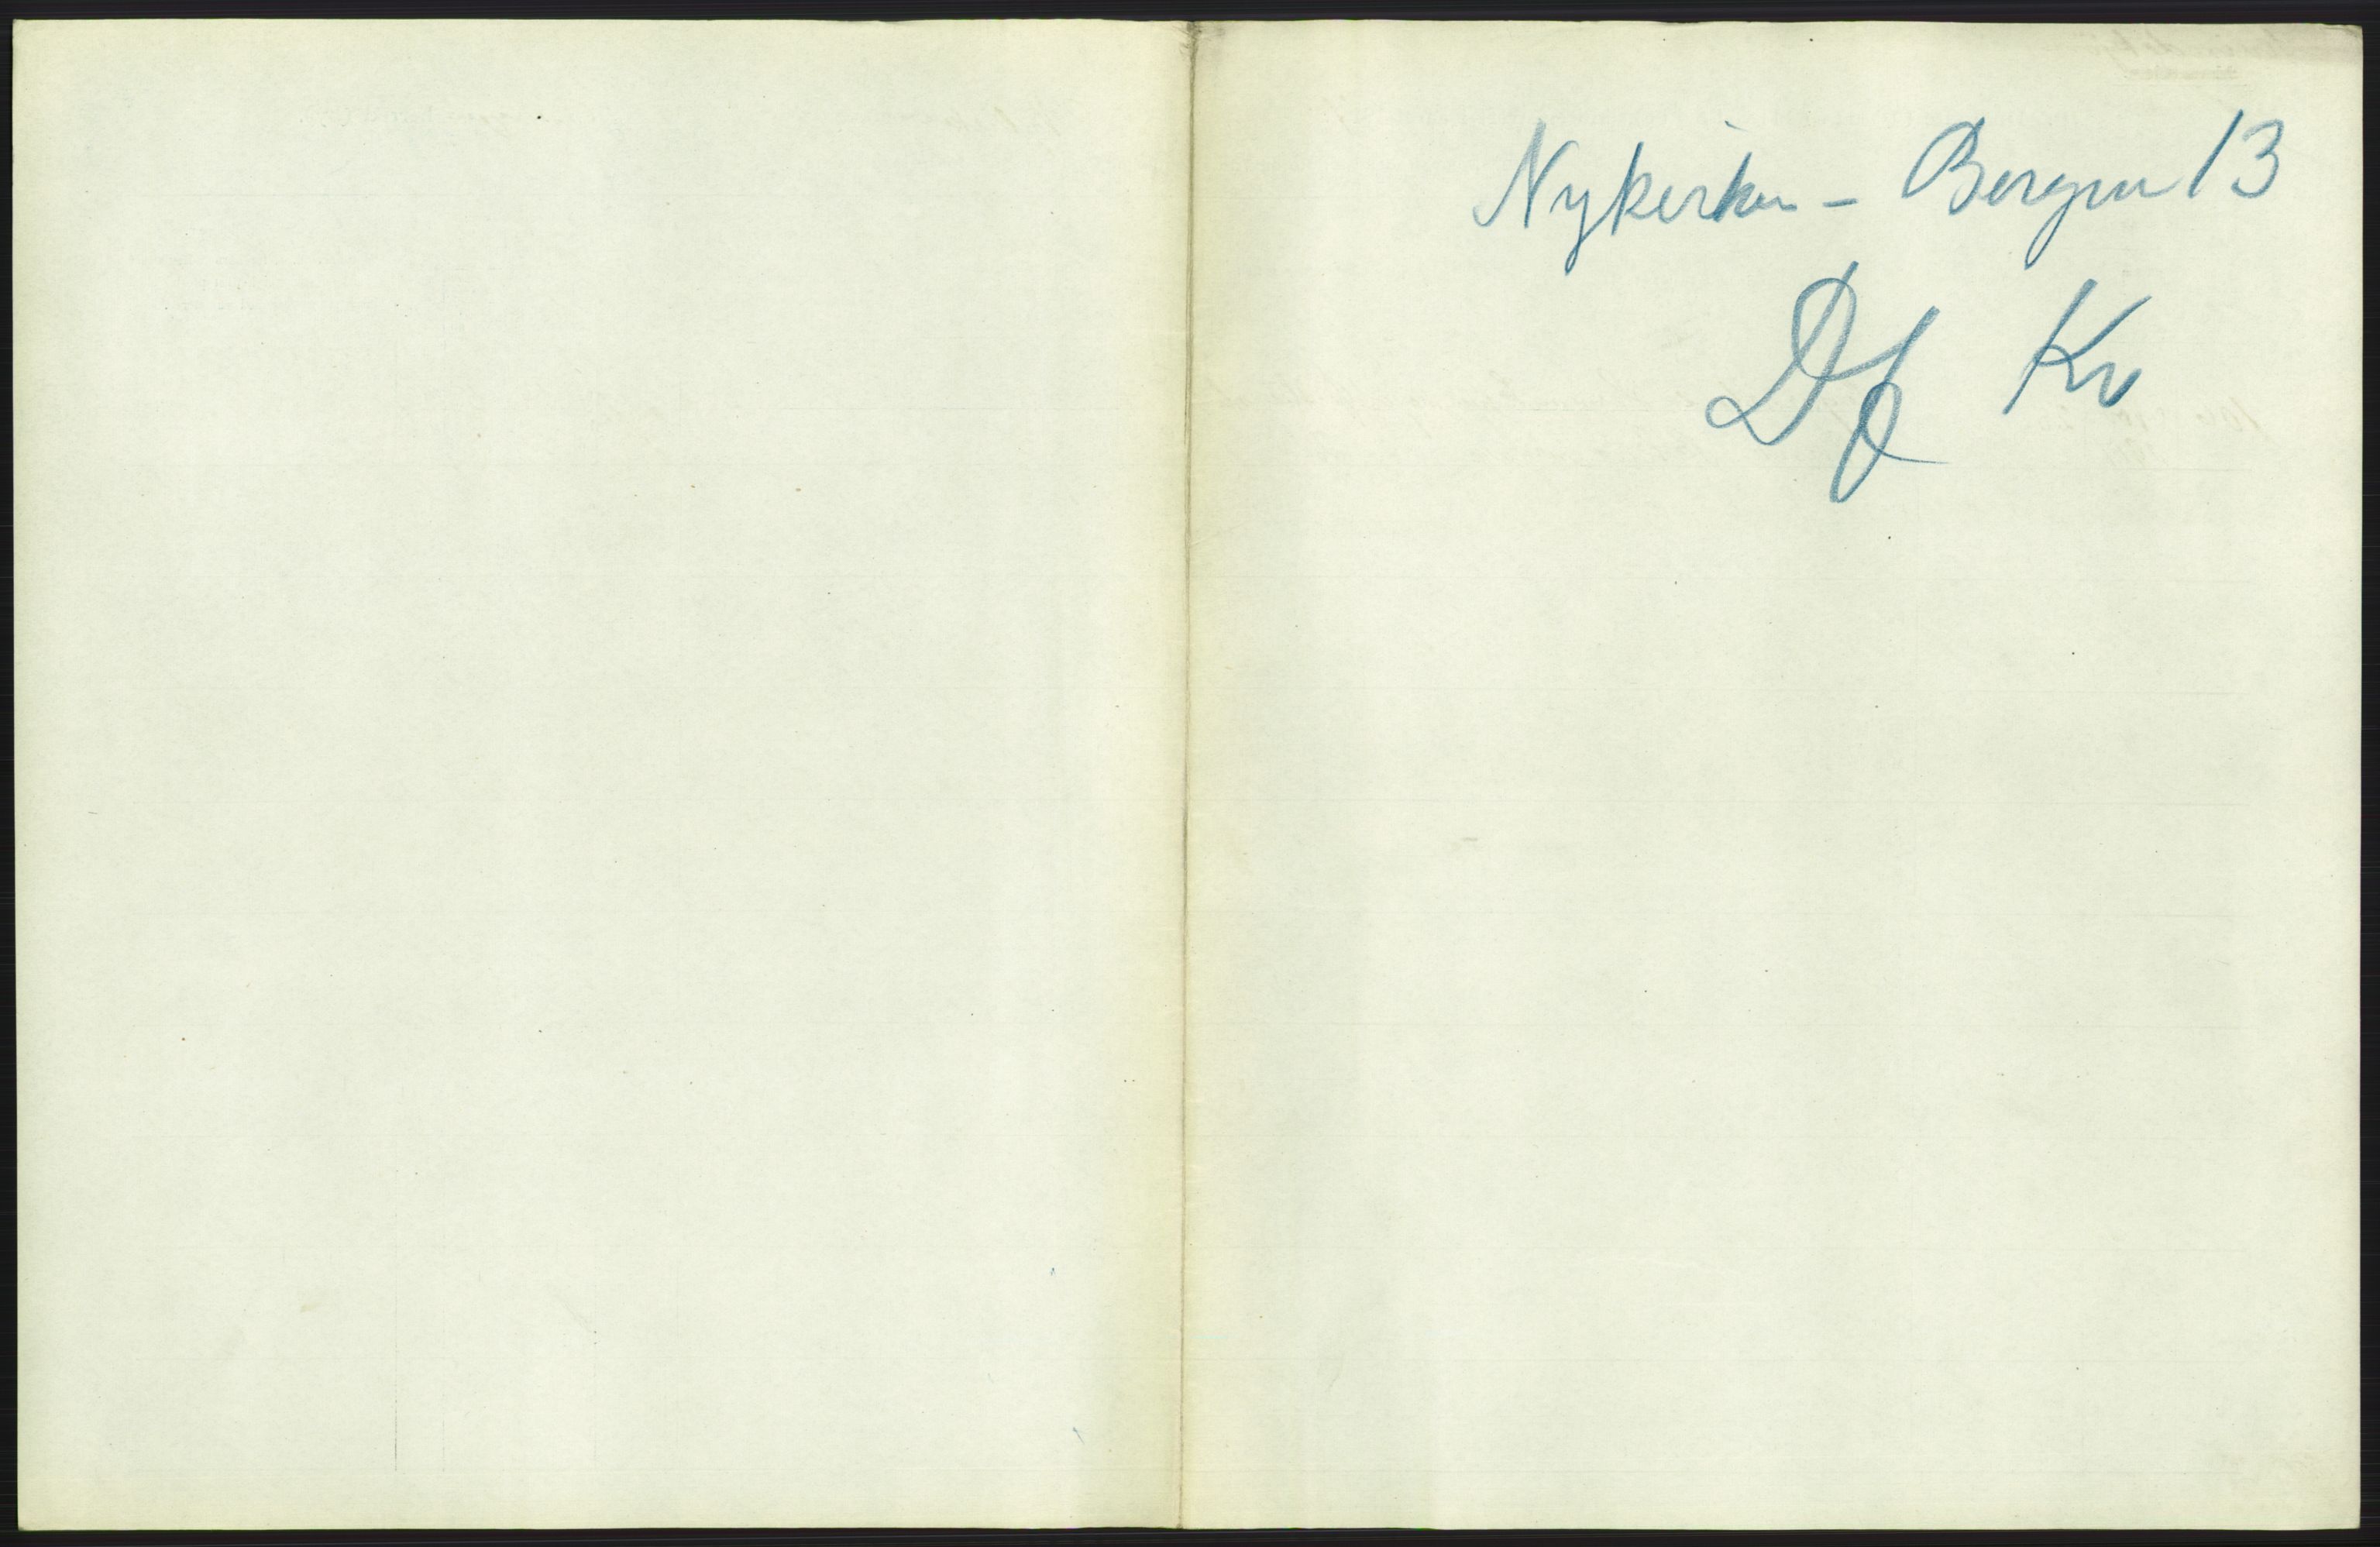 Nykirken – Bergen 13
Df Kv